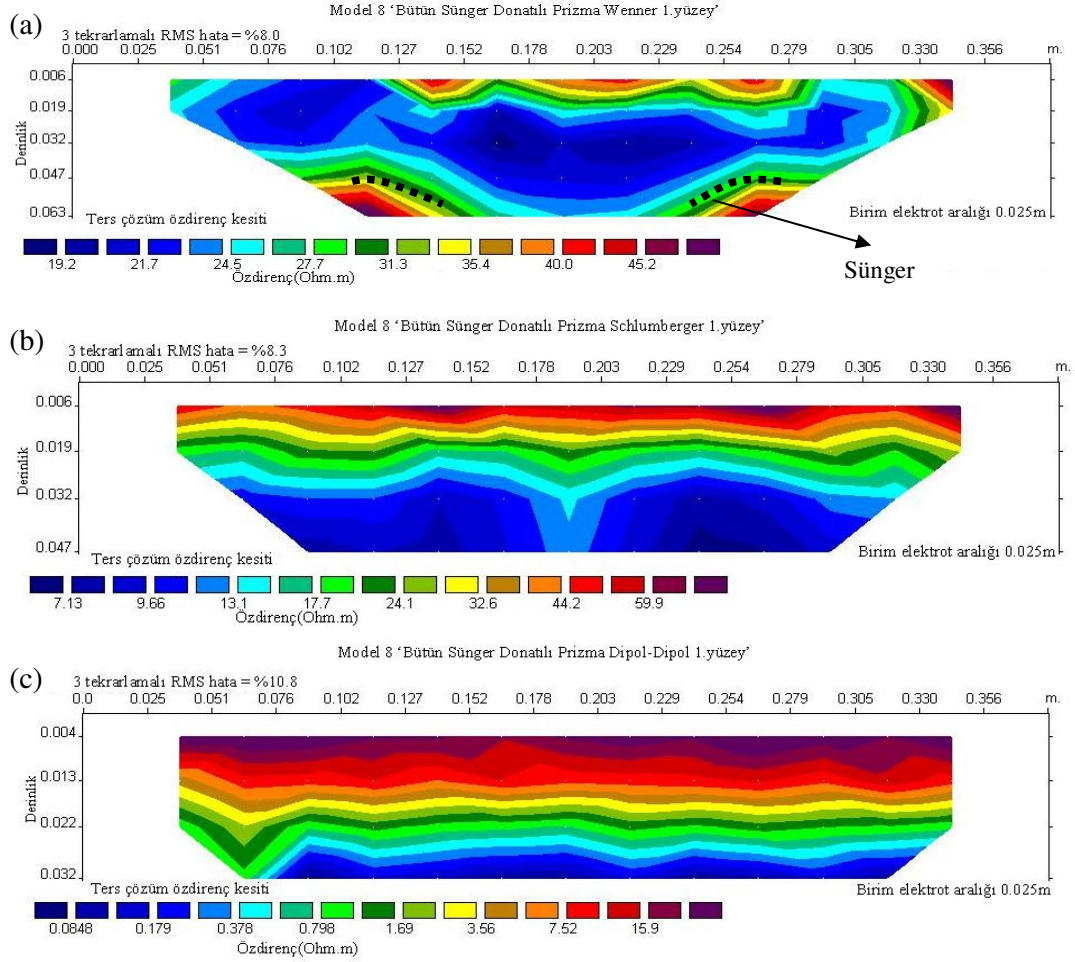 (a)
Model 8 ‘Bütün Sünger Donatılı Prizma Wenner 1.yüzey’
3 tekrarlamalı RMS hata = %8.0
0.000 0.025 0.051 0.076 0.102 0.127 0.152 0.178 0.203 0.229 0.254 0.279 0.305 0.330 0.356 m.
Derinlik
0.006
0.019
0.032
0.047
0.063
Ters çözüm özdirenç kesiti
Birim elektrot aralığı 0.025m
19.2 21.7 24.5 27.7 31.3 35.4 40.0 45.2
Özdirenç(Ohm.m)
Sünger
(b)
Model 8 ‘Bütün Sünger Donatılı Prizma Schlumberger 1.yüzey’
3 tekrarlamalı RMS hata = %8.3
0.000 0.025 0.051 0.076 0.102 0.127 0.152 0.178 0.203 0.229 0.254 0.279 0.305 0.330 0.356 m.
Derinlik
0.006
0.019
0.032
0.047
Ters çözüm özdirenç kesiti
Birim elektrot aralığı 0.025m
7.13 9.66 13.1 17.7 24.1 32.6 44.2 59.9
Özdirenç(Ohm.m)
(c)
Model 8 ‘Bütün Sünger Donatılı Prizma Dipol-Dipol 1.yüzey’
3 tekrarlamalı RMS hata = %10.8
0.0 0.025 0.051 0.076 0.102 0.127 0.152 0.178 0.203 0.229 0.254 0.279 0.305 0.330 0.356 m.
Derinlik
0.004
0.013
0.022
0.032
Ters çözüm özdirenç kesiti
Birim elektrot aralığı 0.025m
0.0848 0.179 0.378 0.798 1.69 3.56 7.52 15.9
Özdirenç(Ohm.m)